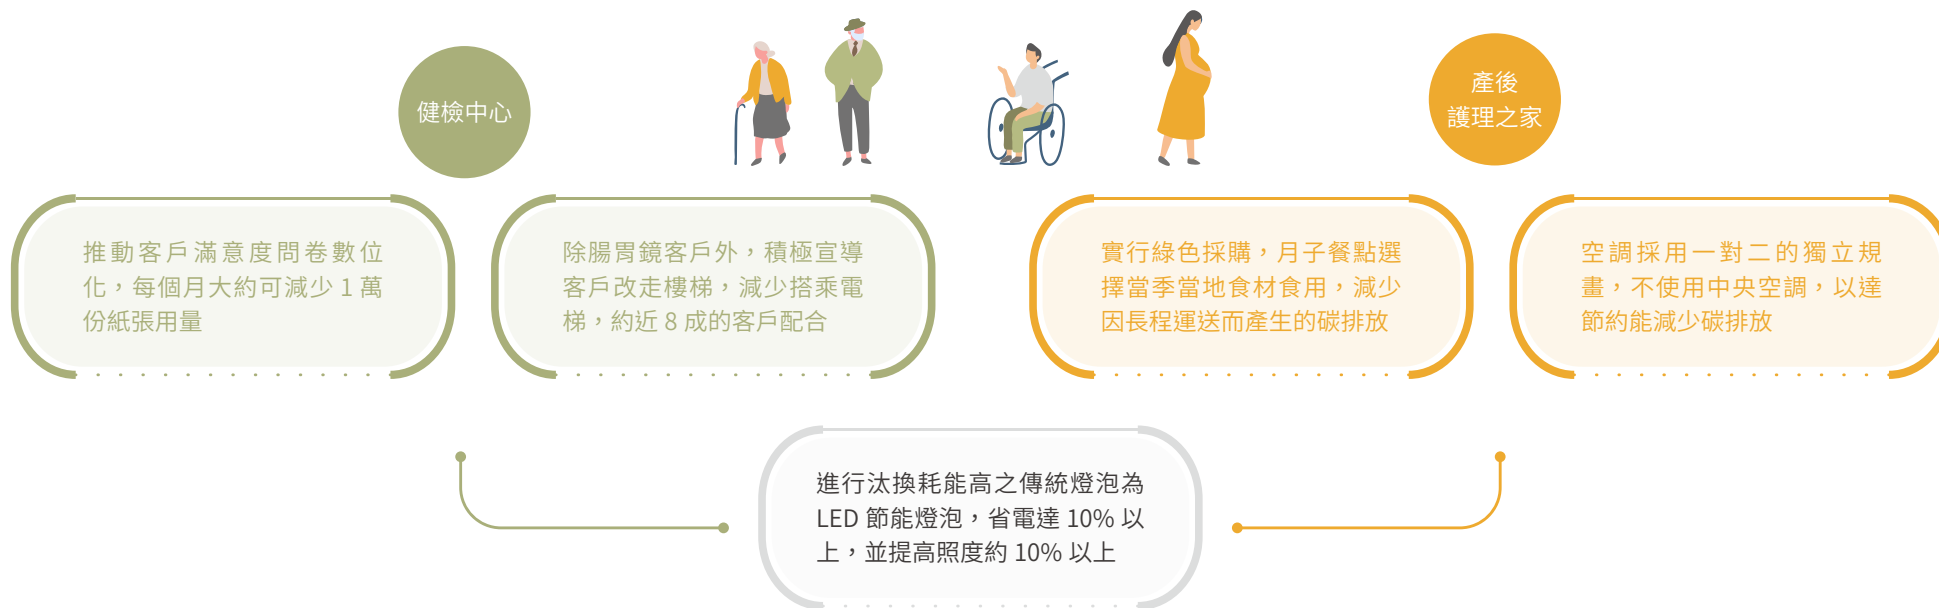 健檢中心
產後
護理之家
推動客戶滿意度問卷數位
化，每個月大約可減少 1 萬
份紙張用量
除腸胃鏡客戶外，積極宣導
客戶改走樓梯，減少搭乘電
梯，約近 8 成的客戶配合
實行綠色採購，月子餐點選
擇當季當地食材食用，減少
因長程運送而產生的碳排放
空調採用一對二的獨立規
畫，不使用中央空調，以達
節約能減少碳排放
進行汰換耗能高之傳統燈泡為
LED 節能燈泡，省電達 10% 以
上，並提高照度約 10% 以上